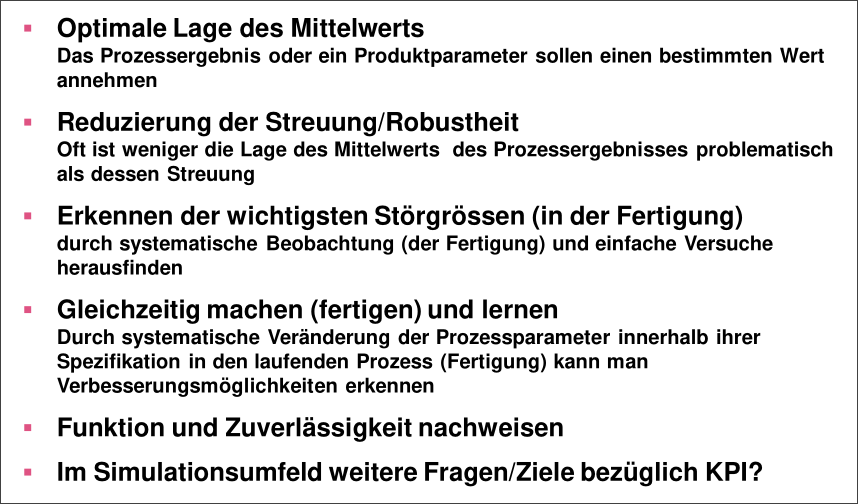 ▪ Optimale Lage des Mittelwerts
Das Prozessergebnis oder ein Produktparameter sollen einen bestimmten Wert
annehmen
▪ Reduzierung der Streuung/Robustheit
Oft ist weniger die Lage des Mittelwerts  des Prozessergebnisses problematisch
als dessen Streuung
▪ Erkennen der wichtigsten Störgrössen (in der Fertigung)
durch systematische Beobachtung (der Fertigung) und einfache Versuche
herausfinden
▪ Gleichzeitig machen (fertigen) und lernen
Durch systematische Veränderung der Prozessparameter innerhalb ihrer
Spezifikation in den laufenden Prozess (Fertigung) kann man
Verbesserungsmöglichkeiten erkennen
▪ Funktion und Zuverlässigkeit nachweisen
▪ Im Simulationsumfeld weitere Fragen/Ziele bezüglich KPI?